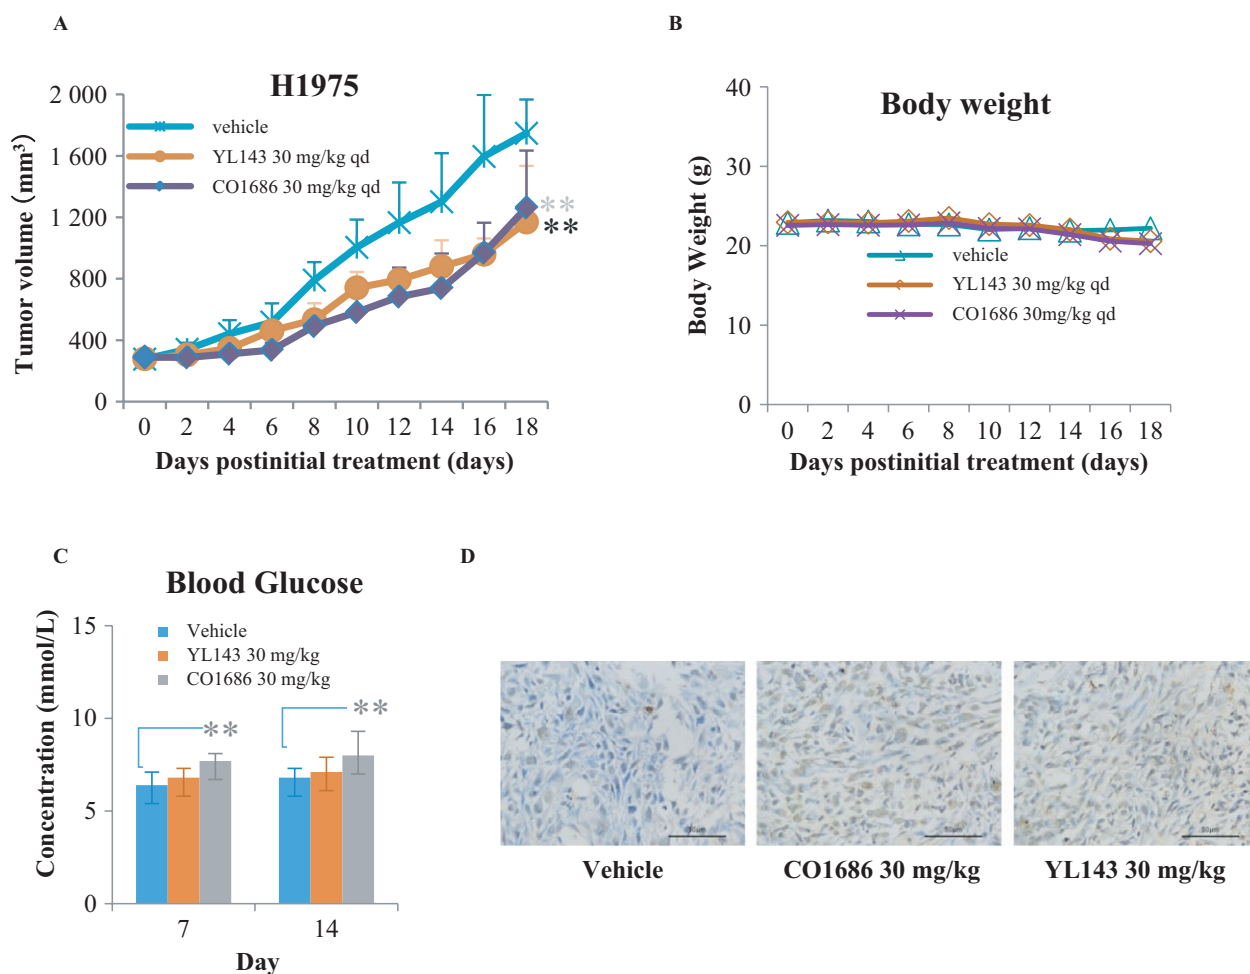 A
H1975
Tumor volume (mm³)
2 000
1 600
1 200
800
400
0
vehicle
YL143 30 mg/kg qd
CO1686 30 mg/kg qd
**
**
0 2 4 6 8 10 12 14 16 18
Days postinitial treatment (days)
B
Body weight
Body Weight (g)
40
30
20
10
0
vehicle
YL143 30 mg/kg qd
CO1686 30mg/kg qd
0 2 4 6 8 10 12 14 16 18
Days postinitial treatment (days)
C
Blood Glucose
Concentration (mmol/L)
15
10
5
0
Vehicle
YL143 30 mg/kg
CO1686 30 mg/kg
**
**
7 14
Day
D
50μm
50μm
50μm
Vehicle
CO1686 30 mg/kg
YL143 30 mg/kg